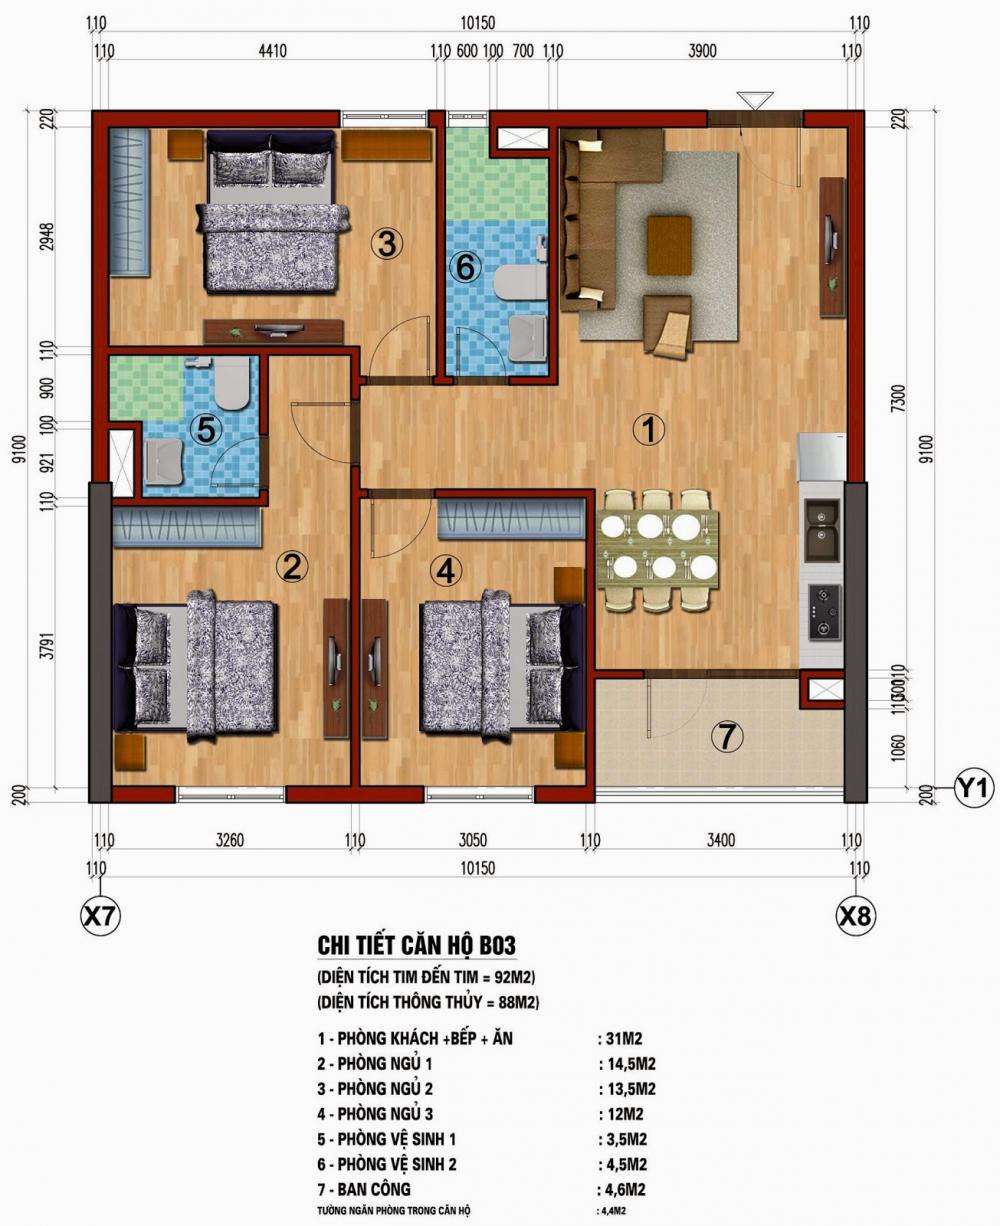 110 10150 110
110 4410 110 600 100 700 110 3900 110
220
2948
110
900
100
921
110
3791
200
9100
220
7300
110
1060
200
9100
3
6
5
1
2
4
7
Y1
110 3260 110 3050 110 3400 110
110 10150 110
X7 X8
CHI TIẾT CĂN HỘ B03
(DIỆN TÍCH TIM ĐẾN TIM = 92M2)
(DIỆN TÍCH THÔNG THỦY = 88M2)
1 - PHÒNG KHÁCH +BẾP + ĂN : 31M2
2 - PHÒNG NGỦ 1 : 14,5M2
3 - PHÒNG NGỦ 2 : 13,5M2
4 - PHÒNG NGỦ 3 : 12M2
5 - PHÒNG VỆ SINH 1 : 3,5M2
6 - PHÒNG VỆ SINH 2 : 4,5M2
7 - BAN CÔNG : 4,6M2
TƯỜNG NGĂN PHÒNG TRONG CĂN HỘ : 4,4M2